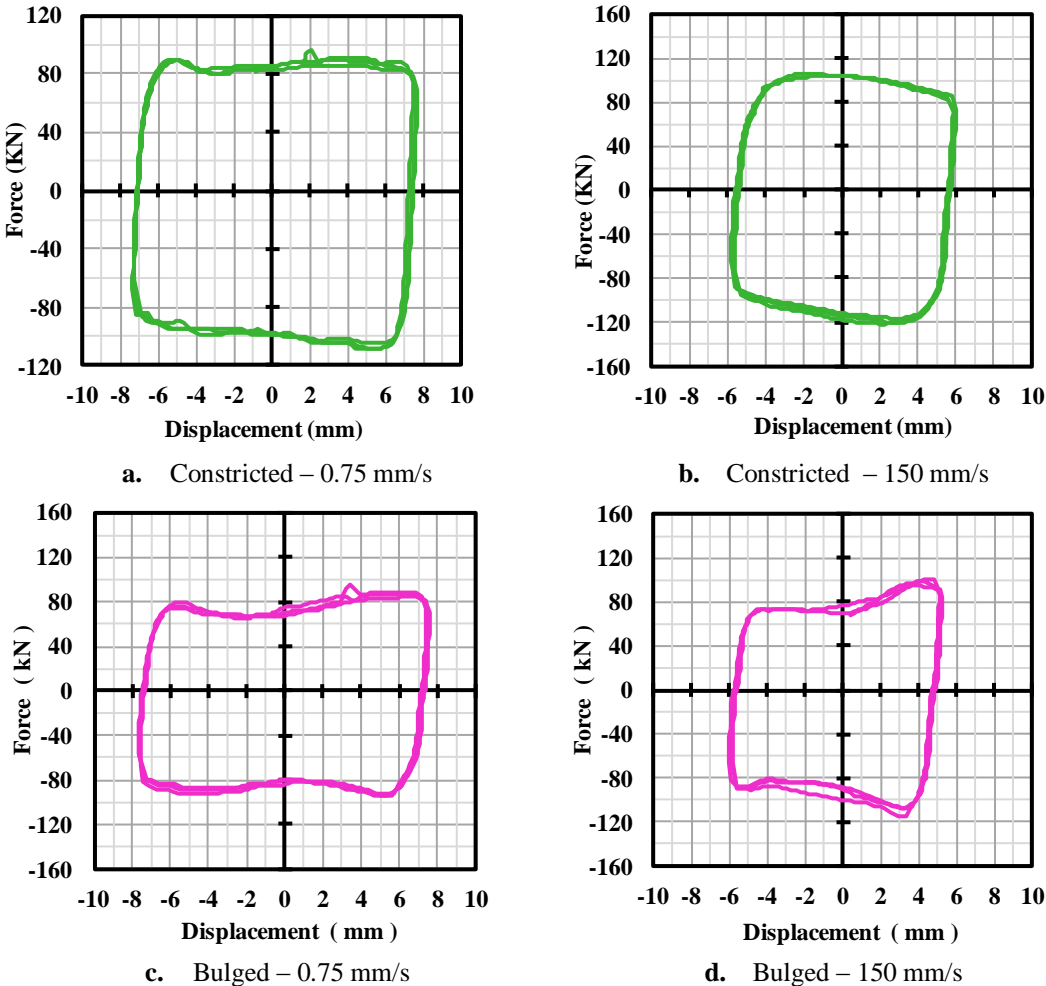 120
80
40
0
-40
-80
-120
Force (KN)
-10 -8 -6 -4 -2 0 2 4 6 8 10
Displacement (mm)
a. Constricted – 0.75 mm/s
160
120
80
40
0
-40
-80
-120
-160
Force (KN)
-10 -8 -6 -4 -2 0 2 4 6 8 10
Displacement (mm)
b. Constricted – 150 mm/s
160
120
80
40
0
-40
-80
-120
-160
Force ( kN )
-10 -8 -6 -4 -2 0 2 4 6 8 10
Displacement ( mm )
c. Bulged – 0.75 mm/s
160
120
80
40
0
-40
-80
-120
-160
Force ( kN )
-10 -8 -6 -4 -2 0 2 4 6 8 10
Displacement ( mm )
d. Bulged – 150 mm/s